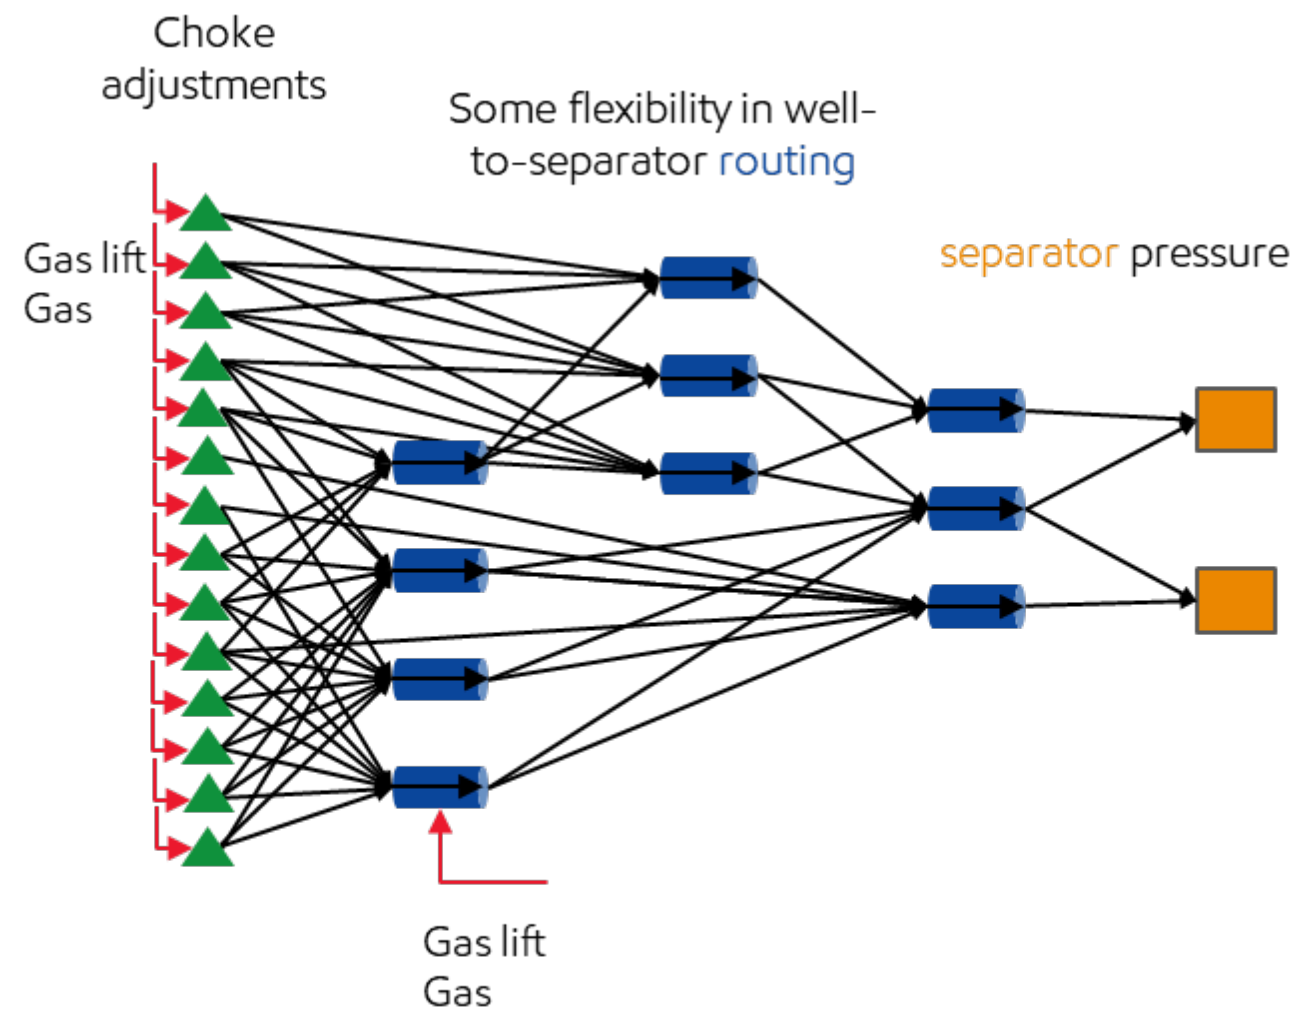 Choke
adjustments
Some flexibility in well-
to-separator routing
Gas lift
Gas
separator pressure
Gas lift
Gas